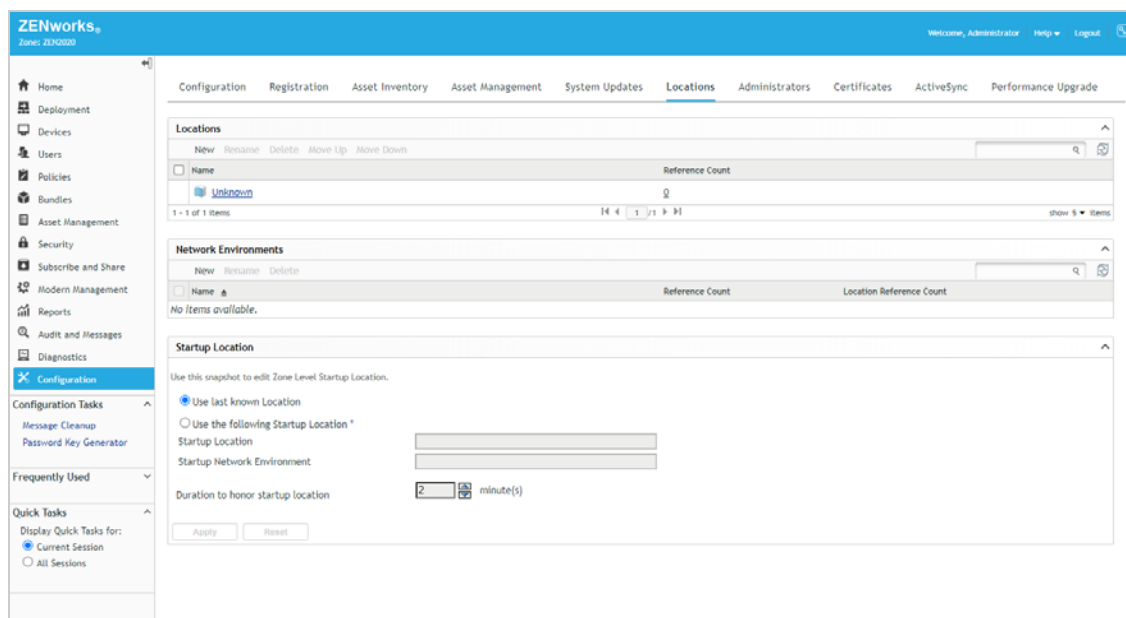 ZENworks®
Zone: ZEN2020
Welcome, Administrator Help Logout
Home
Deployment
Devices
Users
Policies
Bundles
Asset Management
Security
Subscribe and Share
Modern Management
Reports
Audit and Messages
Diagnostics
Configuration
Configuration Tasks
Message Cleanup
Password Key Generator
Frequently Used
Quick Tasks
Display Quick Tasks for:
Current Session
All Sessions
Configuration Registration Asset Inventory Asset Management System Updates Locations Administrators Certificates ActiveSync Performance Upgrade
Locations
New Rename Delete Move Up Move Down
Name Reference Count
Unknown 0
1 - 1 of 1 items 1 /1 show 5 items
Network Environments
New Rename Delete
Name Reference Count Location Reference Count
No items available.
Startup Location
Use this snapshot to edit Zone Level Startup Location.
Use last known Location
Use the following Startup Location *
Startup Location
Startup Network Environment
Duration to honor startup location 2 minute(s)
Apply Reset